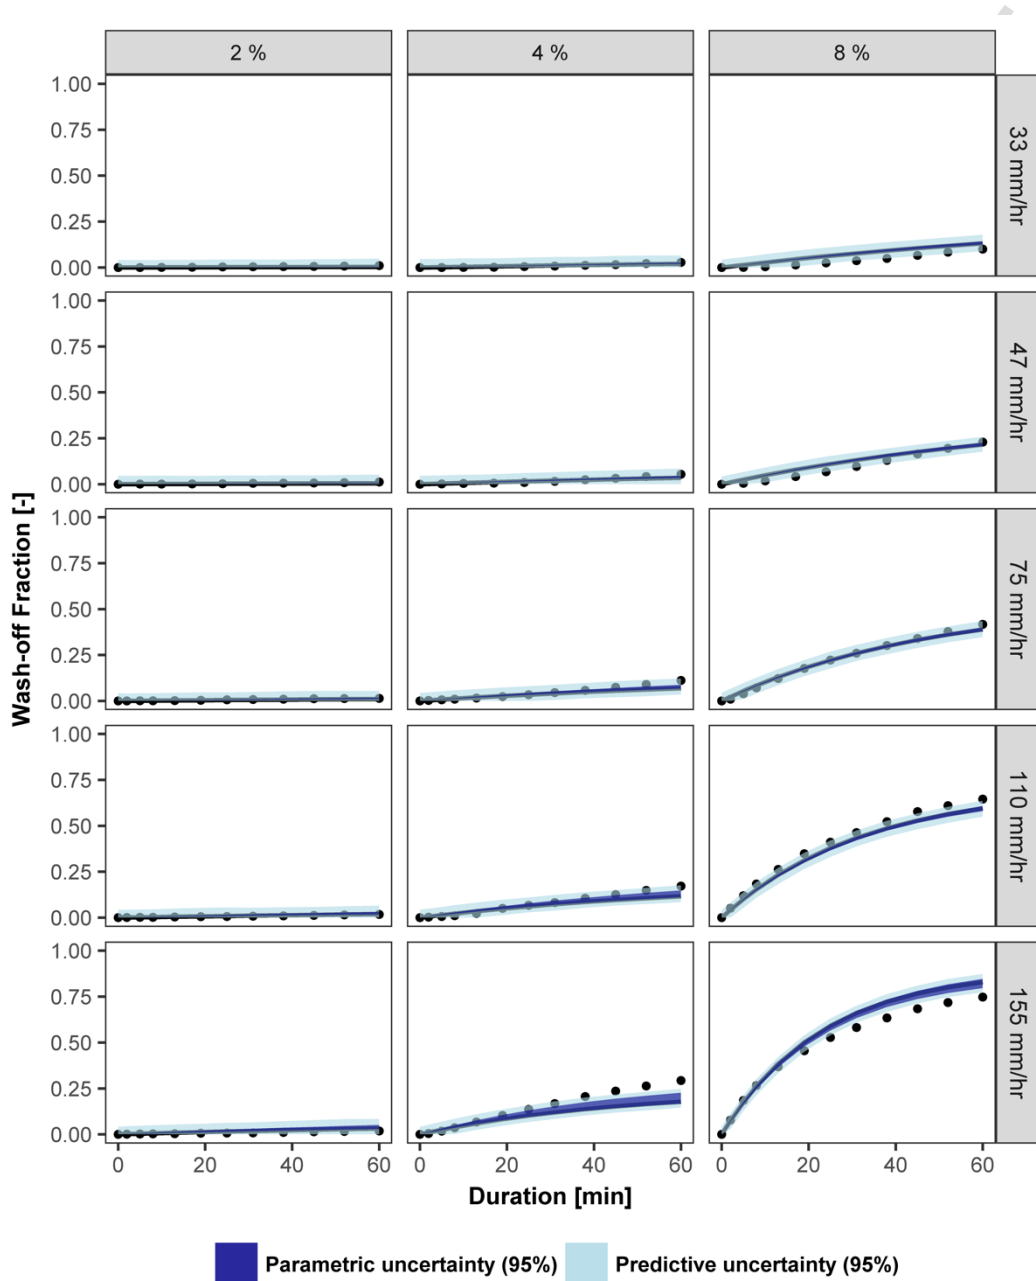 2 % 4 % 8 %
1.00
0.75
0.50
0.25
0.00
33 mm/hr
1.00
0.75
0.50
0.25
0.00
47 mm/hr
1.00
0.75
0.50
0.25
0.00
75 mm/hr
1.00
0.75
0.50
0.25
0.00
110 mm/hr
1.00
0.75
0.50
0.25
0.00
155 mm/hr
Wash-off Fraction [-]
0 20 40 60 0 20 40 60 0 20 40 60
Duration [min]
Parametric uncertainty (95%) Predictive uncertainty (95%)